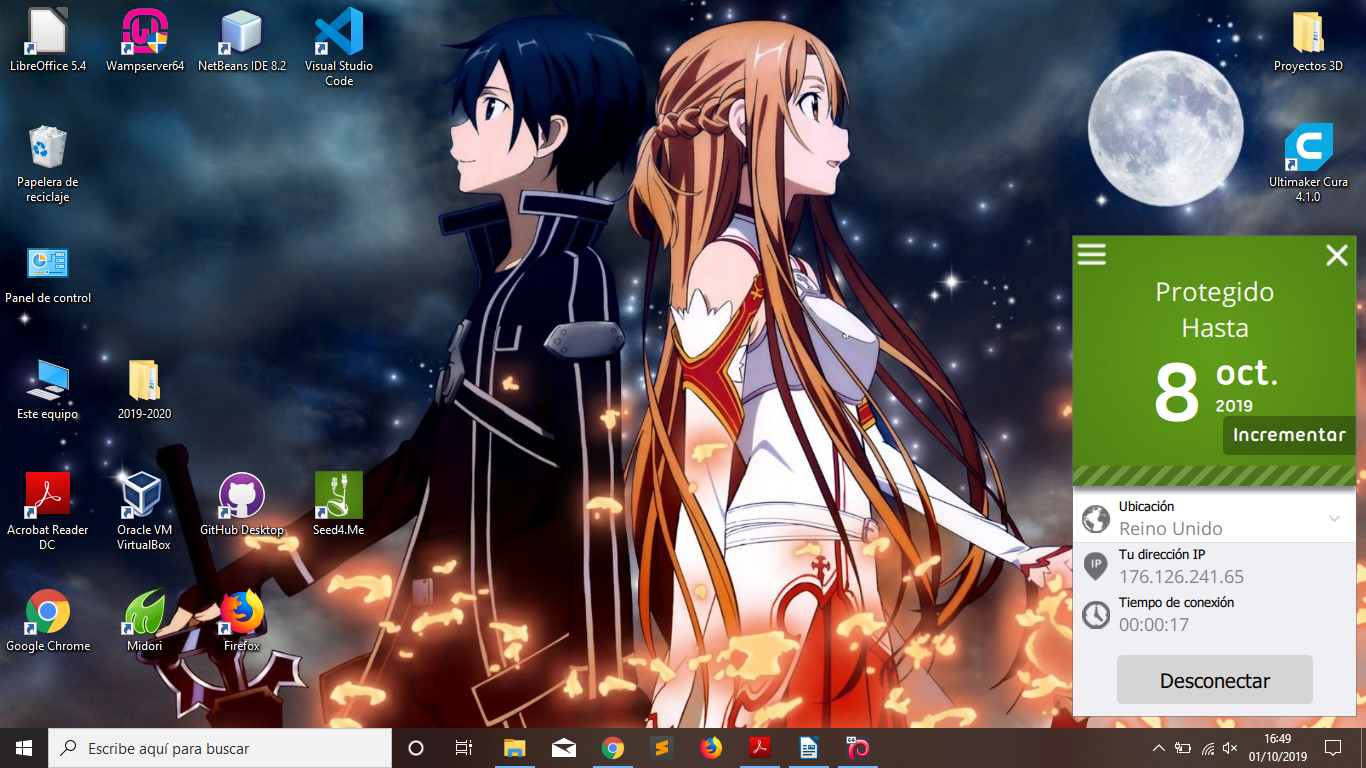 LibreOffice 5.4
Wampserver64
NetBeans IDE 8.2
Visual Studio
Code
Proyectos 3D
Papelera de
reciclaje
Ultimaker Cura
4.1.0
Panel de control
Este equipo
2019-2020
Acrobat Reader
DC
Oracle VM
VirtualBox
GitHub Desktop
Seed4.Me
Google Chrome
Midori
Firefox
Protegido
Hasta
8
oct.
2019
Incrementar
Ubicación
Reino Unido
IP
Tu dirección IP
176.126.241.65
Tiempo de conexión
00:00:17
Desconectar
Escribe aquí para buscar
64
16:49
01/10/2019